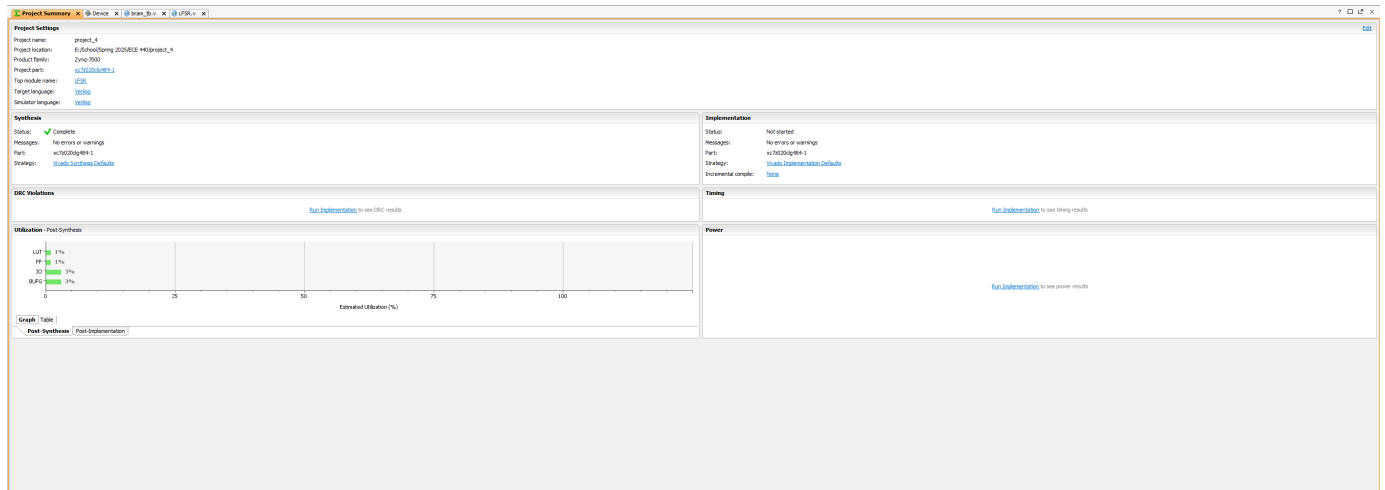 Project Summary × Device × bram_tb.v × LFSR.v × ? □ ×
Project Settings Edit
Project name: project_4
Project location: E:/School/Spring 2025/ECE 440/project_4
Product family: Zynq-7000
Project part: xc7z020clg484-1
Top module name: LFSR
Target language: Verilog
Simulator language: Verilog
Synthesis
Status: Complete
Messages: No errors or warnings
Part: xc7z020clg484-1
Strategy: Vivado Synthesis Defaults
Implementation
Status: Not started
Messages: No errors or warnings
Part: xc7z020clg484-1
Strategy: Vivado Implementation Defaults
Incremental compile: None
DRC Violations
Run Implementation to see DRC results
Timing
Run Implementation to see timing results
Utilization - Post-Synthesis
LUT 1%
FF 1%
IO 3%
BUFG 3%
0 25 50 75 100
Estimated Utilization (%)
Graph Table
Post-Synthesis Post-Implementation
Power
Run Implementation to see power results